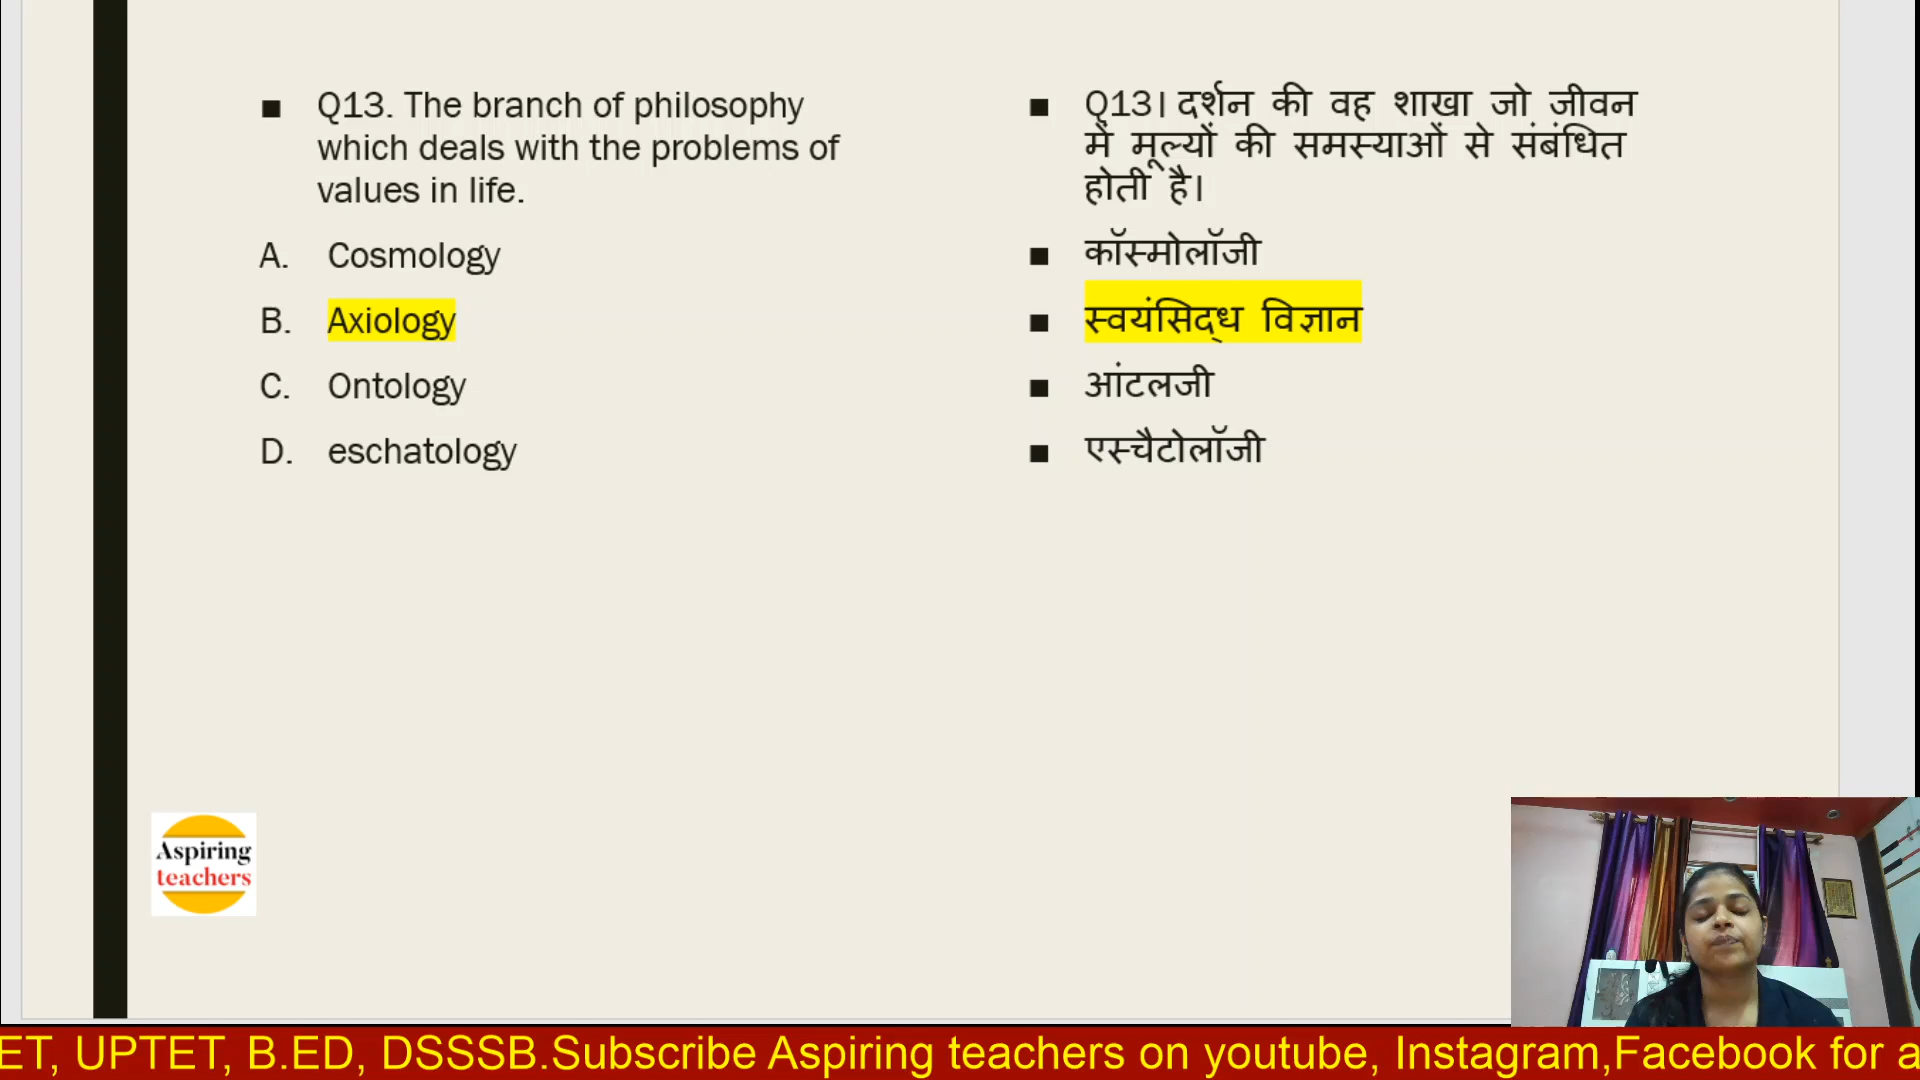 Q13. The branch of philosophy
which deals with the problems of
values in life.
A. Cosmology
B. Axiology
C. Ontology
D. eschatology
Q13। दर्शन की वह शाखा जो जीवन
में मूल्यों की समस्याओं से संबंधित
होती है।
कॉस्मोलॉजी
स्वयंसिद्ध विज्ञान
आंटलजी
एस्चैटोलॉजी
Aspiring
teachers
ET, UPTET, B.ED, DSSSB.Subscribe Aspiring teachers on youtube, Instagram,Facebook for a